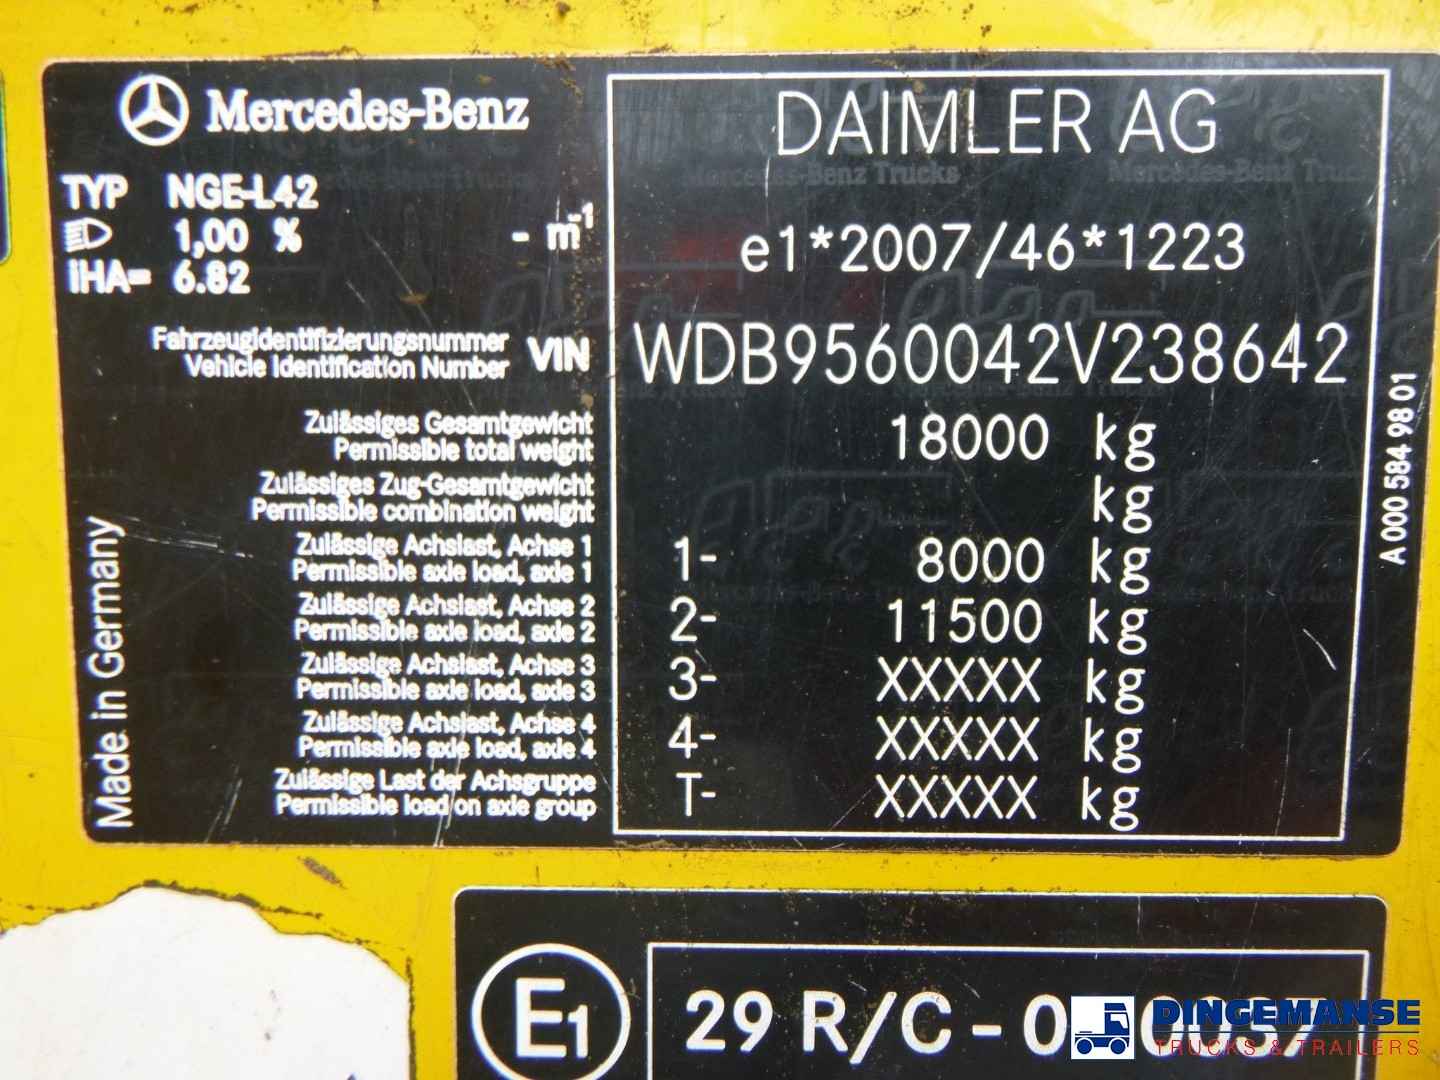 Mercedes-Benz
DAIMLER AG
TYP NGE-L42
1,00 % - m-1
iHA= 6.82
e1*2007/46*1223
Fahrzeugidentifizierungsnummer
Vehicle Identification Number
VIN WDB9560042V238642
Zulässiges Gesamtgewicht
Permissible total weight
18000 kg
Zulässiges Zug-Gesamtgewicht
Permissible combination weight
kg
Zulässige Achslast, Achse 1
Permissible axle load, axle 1
1- 8000 kg
Zulässige Achslast, Achse 2
Permissible axle load, axle 2
2- 11500 kg
Zulässige Achslast, Achse 3
Permissible axle load, axle 3
3- XXXXX kg
Zulässige Achslast, Achse 4
Permissible axle load, axle 4
4- XXXXX kg
Zulässige Last der Achsgruppe
Permissible load on axle group
T- XXXXX kg
Made in Germany
A 000 584 98 01
E1
29 R/C - 0
DINGEMANSE
TRUCKS & TRAILERS